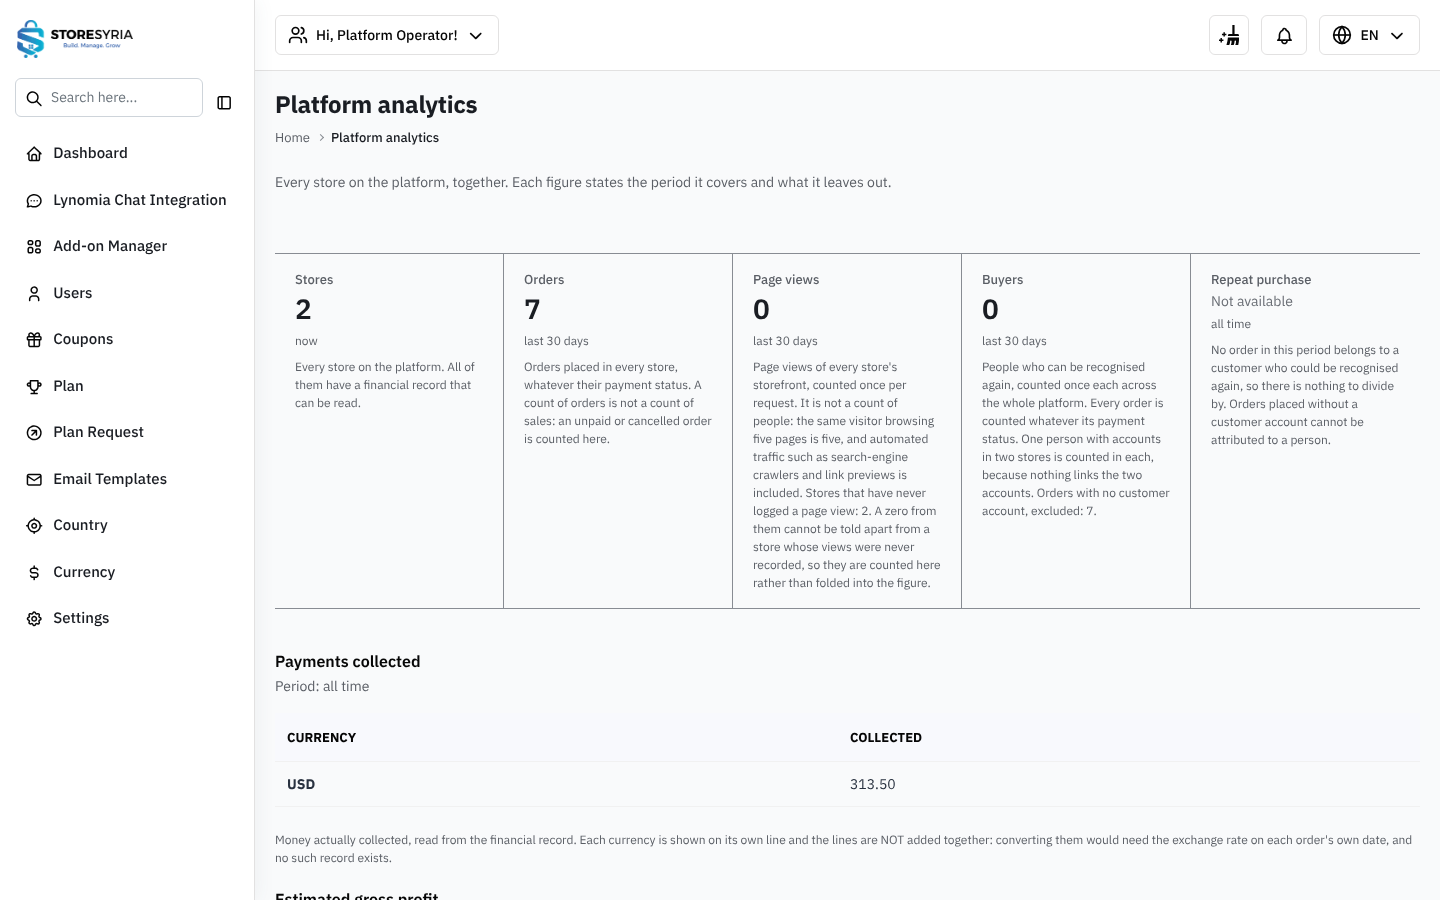 STORESYRIA
Build. Manage. Grow
Search here...
Dashboard
Lynomia Chat Integration
Add-on Manager
Users
Coupons
Plan
Plan Request
Email Templates
Country
Currency
Settings
Hi, Platform Operator!
EN
Platform analytics
Home
Platform analytics
Every store on the platform, together. Each figure states the period it covers and what it leaves out.
Stores
2
now
Every store on the platform. All of
them have a financial record that
can be read.
Orders
7
last 30 days
Orders placed in every store,
whatever their payment status. A
count of orders is not a count of
sales: an unpaid or cancelled order
is counted here.
Page views
0
last 30 days
Page views of every store's
storefront, counted once per
request. It is not a count of
people: the same visitor browsing
five pages is five, and automated
traffic such as search-engine
crawlers and link previews is
included. Stores that have never
logged a page view: 2. A zero from
them cannot be told apart from a
store whose views were never
recorded, so they are counted here
rather than folded into the figure.
Buyers
0
last 30 days
People who can be recognised
again, counted once each across
the whole platform. Every order is
counted whatever its payment
status. One person with accounts
in two stores is counted in each,
because nothing links the two
accounts. Orders with no customer
account, excluded: 7.
Repeat purchase
Not available
all time
No order in this period belongs to a
customer who could be recognised
again, so there is nothing to divide
by. Orders placed without a
customer account cannot be
attributed to a person.
Payments collected
Period: all time
CURRENCY
COLLECTED
USD
313.50
Money actually collected, read from the financial record. Each currency is shown on its own line and the lines are NOT added together: converting them would need the exchange rate on each order's own date, and
no such record exists.
Estimated gross profit